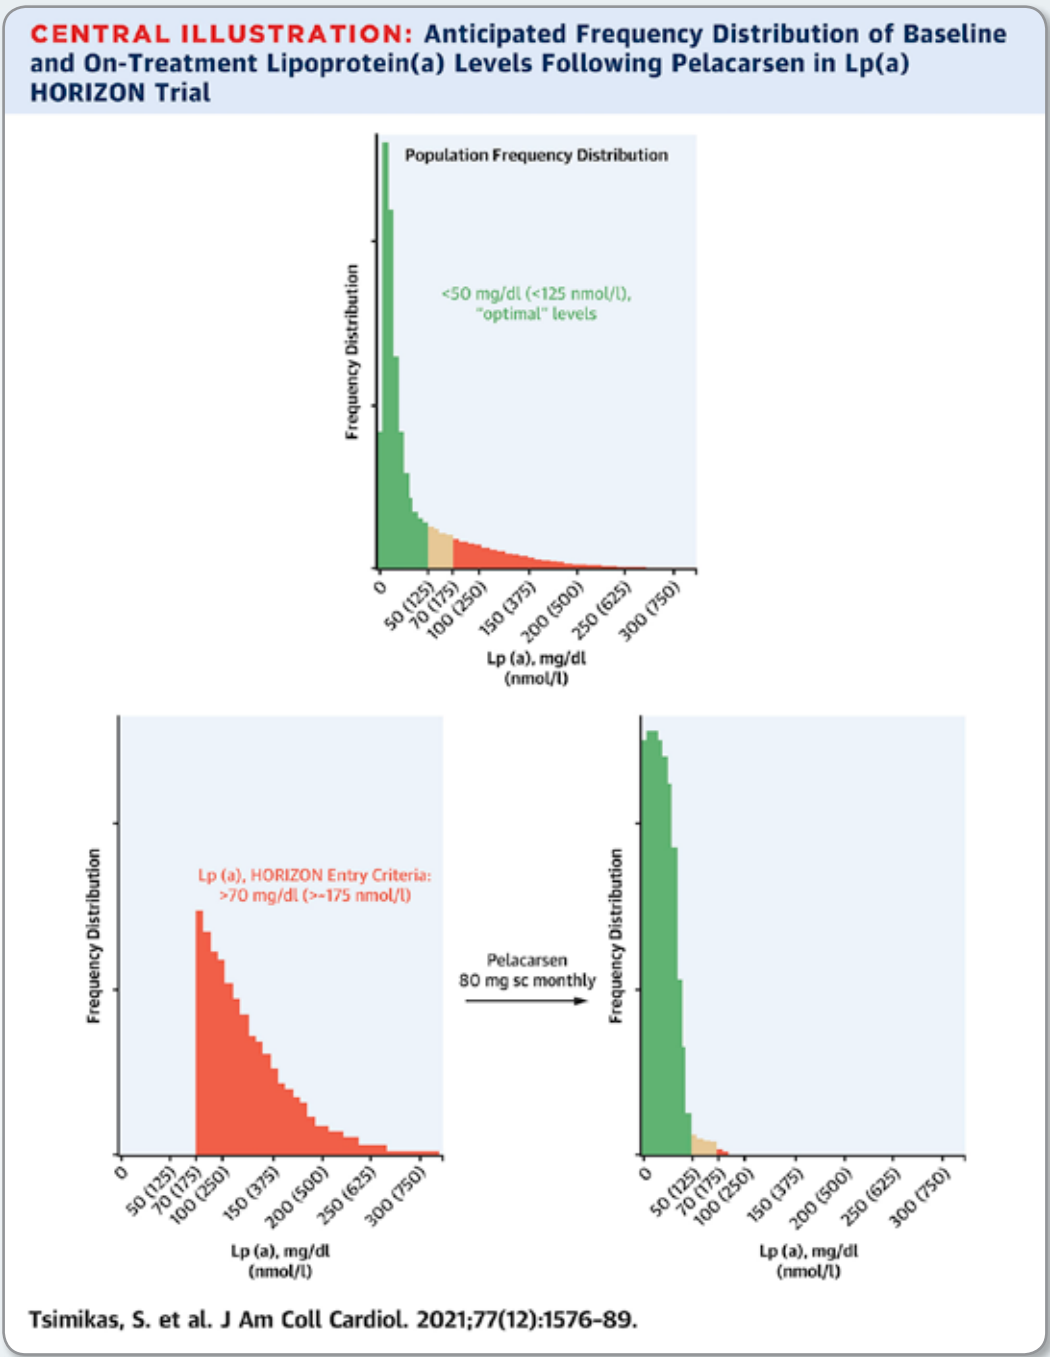 CENTRAL ILLUSTRATION: Anticipated Frequency Distribution of Baseline
and On-Treatment Lipoprotein(a) Levels Following Pelacarsen in Lp(a)
HORIZON Trial
Population Frequency Distribution
<50 mg/dl (<125 nmol/l),
"optimal" levels
Frequency Distribution
0
50 (125)
70 (175)
100 (250)
150 (375)
200 (500)
250 (625)
300 (750)
Lp (a), mg/dl
(nmol/l)
Lp (a), HORIZON Entry Criteria:
>70 mg/dl (>~175 nmol/l)
Frequency Distribution
0
50 (125)
70 (175)
100 (250)
150 (375)
200 (500)
250 (625)
300 (750)
Lp (a), mg/dl
(nmol/l)
Pelacarsen
80 mg sc monthly
Frequency Distribution
0
50 (125)
70 (175)
100 (250)
150 (375)
200 (500)
250 (625)
300 (750)
Lp (a), mg/dl
(nmol/l)
Tsimikas, S. et al. J Am Coll Cardiol. 2021;77(12):1576-89.